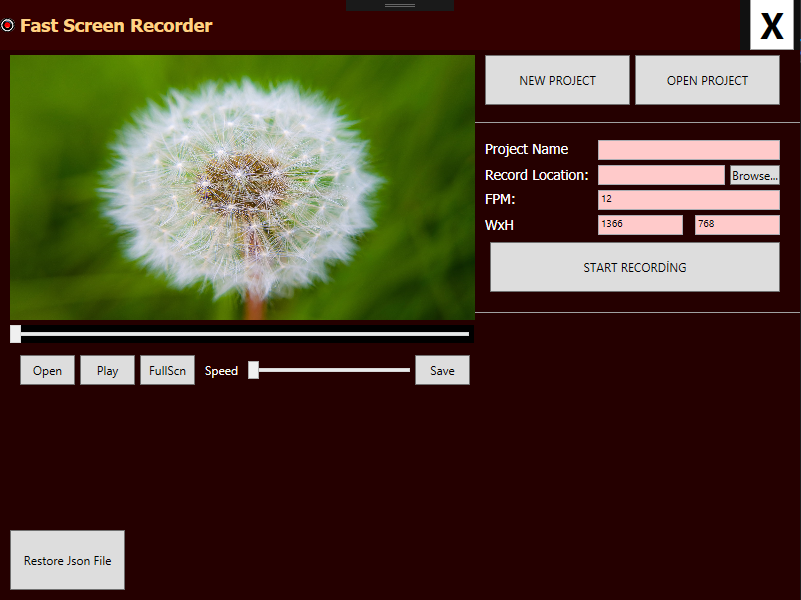 Fast Screen Recorder
X
NEW PROJECT
OPEN PROJECT
Project Name
Record Location:
Browse...
FPM:
12
WxH
1366
768
START RECORDİNG
Open
Play
FullScn
Speed
Save
Restore Json File